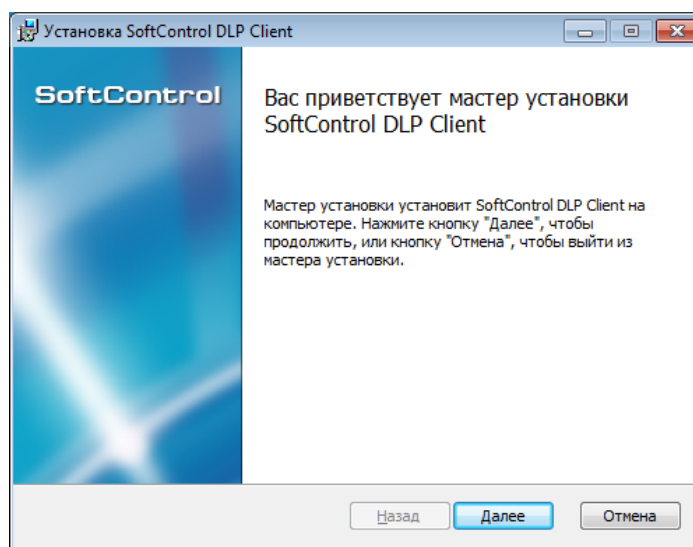 Установка SoftControl DLP Client
SoftControl
Вас приветствует мастер установки
SoftControl DLP Client
Мастер установки установит SoftControl DLP Client на
компьютере. Нажмите кнопку "Далее", чтобы
продолжить, или кнопку "Отмена", чтобы выйти из
мастера установки.
Назад
Далее
Отмена